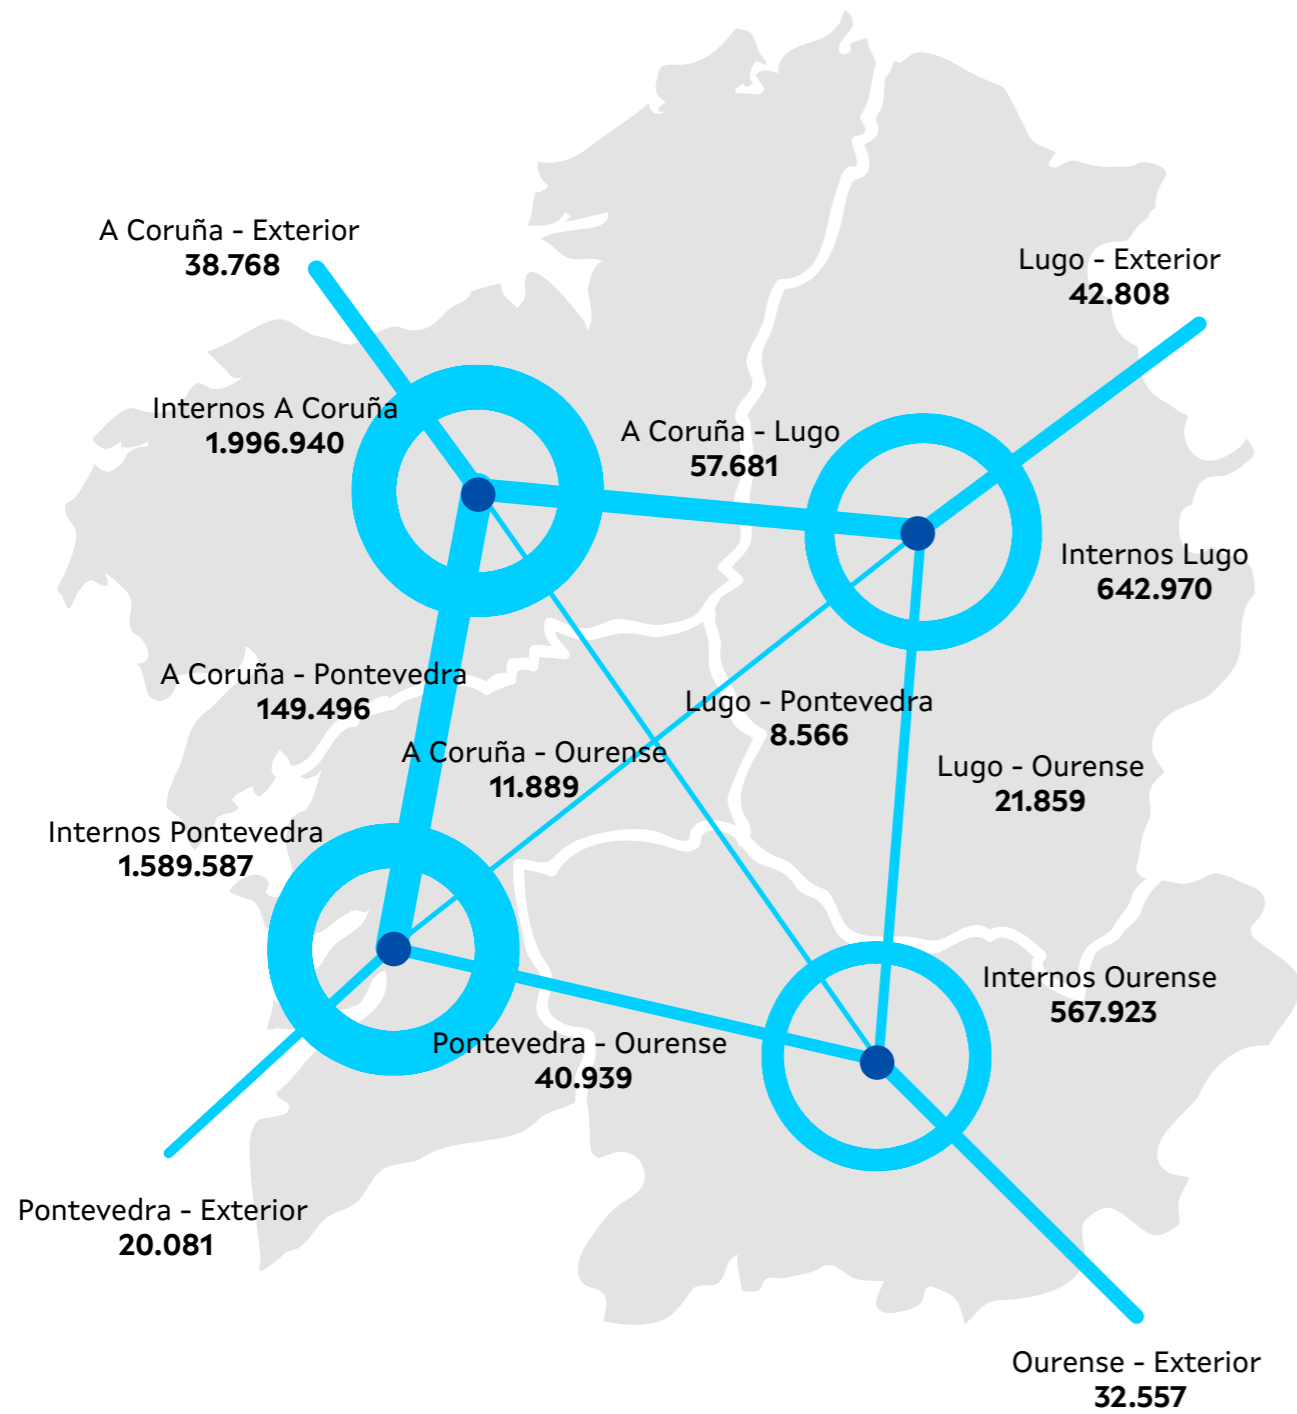 A Coruña - Exterior
38.768
Lugo - Exterior
42.808
Internos A Coruña
1.996.940
A Coruña - Lugo
57.681
Internos Lugo
642.970
A Coruña - Pontevedra
149.496
Lugo - Pontevedra
8.566
A Coruña - Ourense
11.889
Lugo - Ourense
21.859
Internos Pontevedra
1.589.587
Internos Ourense
567.923
Pontevedra - Ourense
40.939
Pontevedra - Exterior
20.081
Ourense - Exterior
32.557